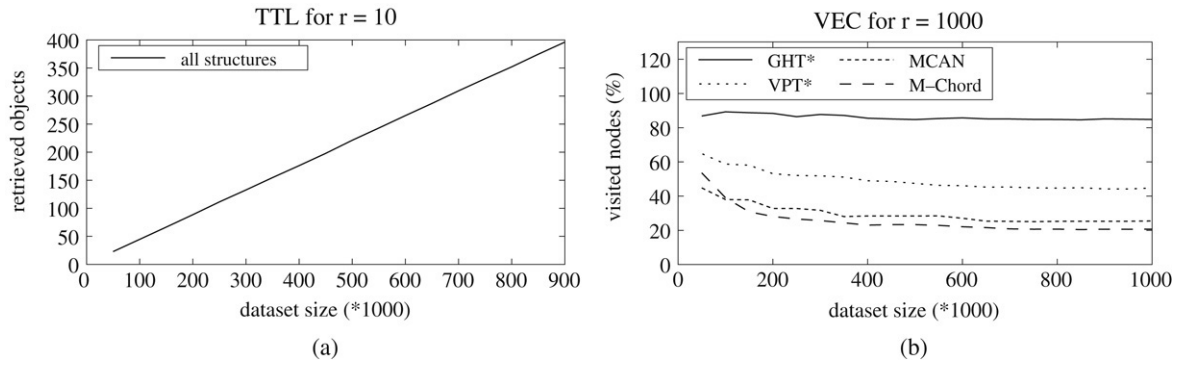 TTL for r = 10
retrieved objects
400
350
300
250
200
150
100
50
0
all structures
0 100 200 300 400 500 600 700 800 900
dataset size (*1000)
(a)
VEC for r = 1000
visited nodes (%)
120
100
80
60
40
20
0
GHT* MCAN
VPT* M–Chord
0 200 400 600 800 1000
dataset size (*1000)
(b)